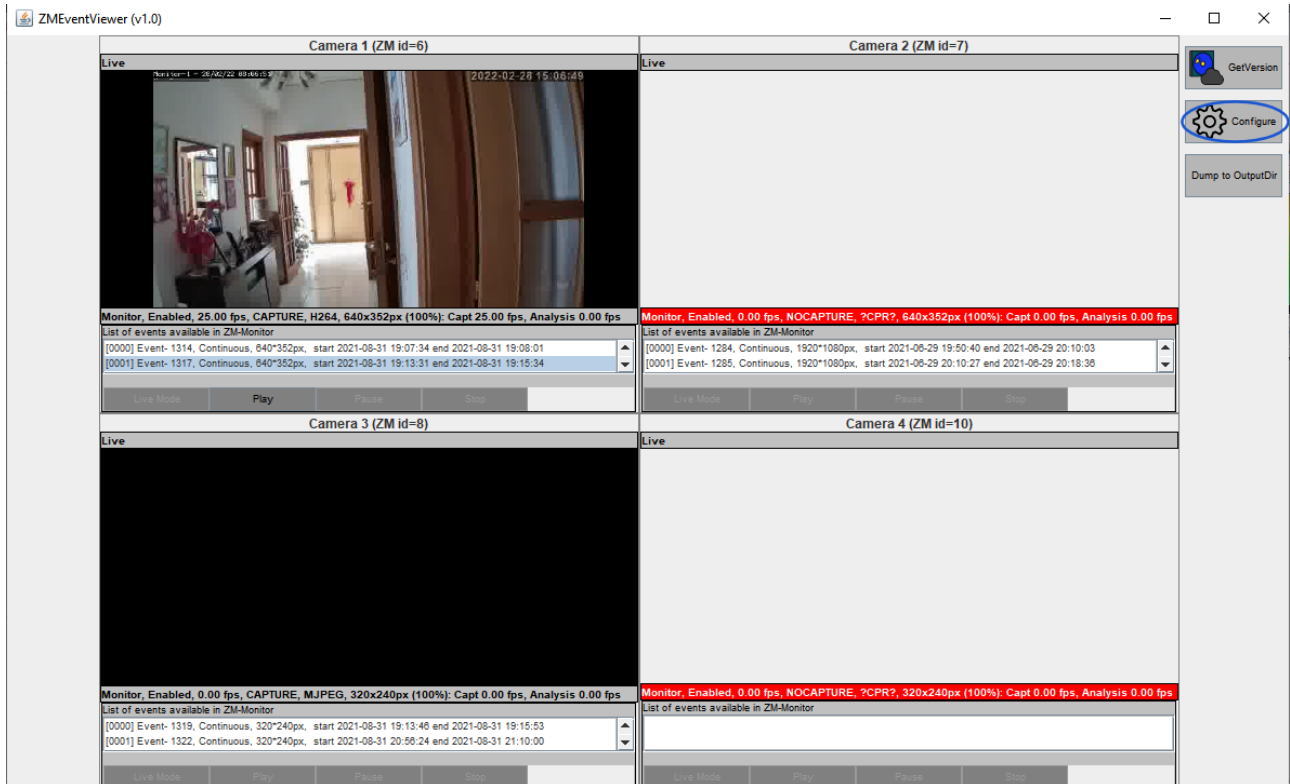 ZMEventViewer (v1.0)
Camera 1 (ZM id=6)
Live
Monitor-1 - 28/02/22 08:06:51
2022-02-28 15:06:49
Monitor, Enabled, 25.00 fps, CAPTURE, H264, 640x352px (100%): Capt 25.00 fps, Analysis 0.00 fps
List of events available in ZM-Monitor
[0000] Event- 1314, Continuous, 640*352px, start 2021-08-31 19:07:34 end 2021-08-31 19:08:01
[0001] Event- 1317, Continuous, 640*352px, start 2021-08-31 19:13:31 end 2021-08-31 19:15:34
Live Mode Play Pause Stop
Camera 2 (ZM id=7)
Live
Monitor, Enabled, 0.00 fps, NOCAPTURE, ?CPR?, 640x352px (100%): Capt 0.00 fps, Analysis 0.00 fps
List of events available in ZM-Monitor
[0000] Event- 1284, Continuous, 1920*1080px, start 2021-06-29 19:50:40 end 2021-06-29 20:10:03
[0001] Event- 1285, Continuous, 1920*1080px, start 2021-06-29 20:10:27 end 2021-06-29 20:18:36
Live Mode Play Pause Stop
Camera 3 (ZM id=8)
Live
Monitor, Enabled, 0.00 fps, CAPTURE, MJPEG, 320x240px (100%): Capt 0.00 fps, Analysis 0.00 fps
List of events available in ZM-Monitor
[0000] Event- 1319, Continuous, 320*240px, start 2021-08-31 19:13:46 end 2021-08-31 19:15:53
[0001] Event- 1322, Continuous, 320*240px, start 2021-08-31 20:56:24 end 2021-08-31 21:10:00
Live Mode Play Pause Stop
Camera 4 (ZM id=10)
Live
Monitor, Enabled, 0.00 fps, NOCAPTURE, ?CPR?, 320x240px (100%): Capt 0.00 fps, Analysis 0.00 fps
List of events available in ZM-Monitor
Live Mode Play Pause Stop
GetVersion
Configure
Dump to OutputDir